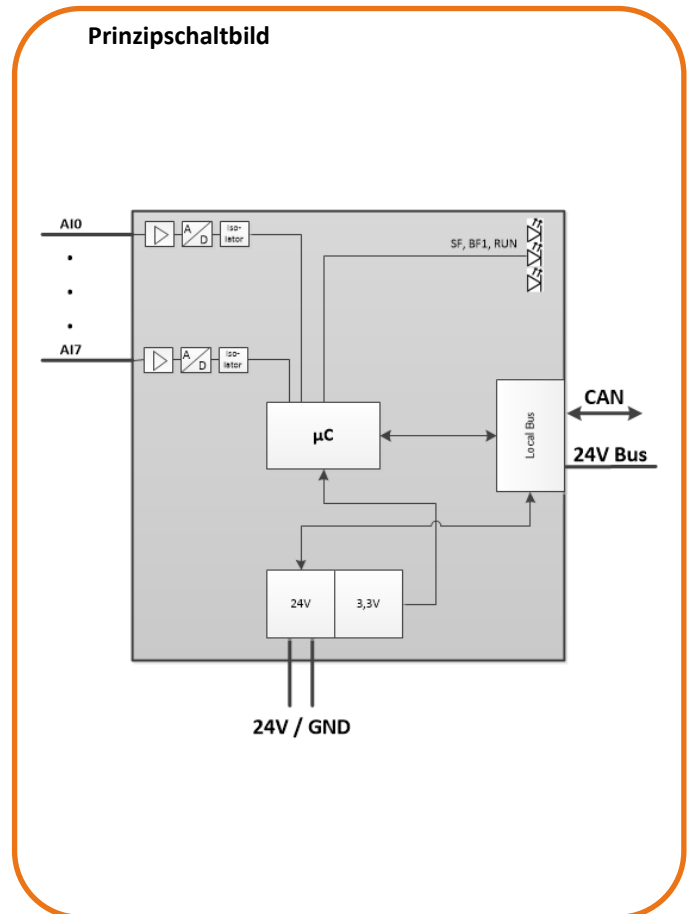 Prinzipschaltbild
AI0
A
D
Iso-
lator
SF, BF1, RUN
AI7
A
D
Iso-
lator
µC
Local Bus
CAN
24V Bus
24V
3,3V
24V / GND